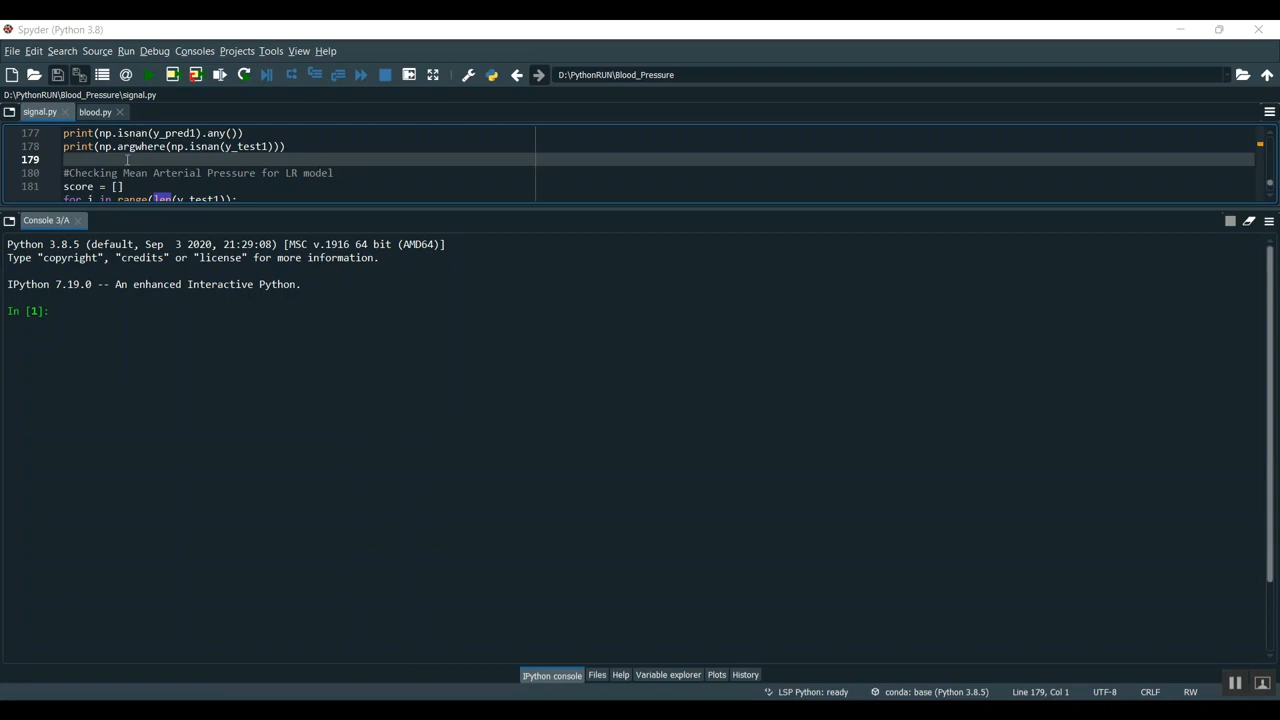 Spyder (Python 3.8)
File Edit Search Source Run Debug Consoles Projects Tools View Help
D:\PythonRUN\Blood_Pressure
D:\PythonRUN\Blood_Pressure\signal.py
signal.py blood.py
177 print(np.isnan(y_pred1).any())
178 print(np.argwhere(np.isnan(y_test1)))
179
180 #Checking Mean Arterial Pressure for LR model
181 score = []
for i in range(len(y_test1)):
Console 3/A
Python 3.8.5 (default, Sep  3 2020, 21:29:08) [MSC v.1916 64 bit (AMD64)]
Type "copyright", "credits" or "license" for more information.
IPython 7.19.0 -- An enhanced Interactive Python.
In [1]:
IPython console Files Help Variable explorer Plots History
LSP Python: ready conda: base (Python 3.8.5) Line 179, Col 1 UTF-8 CRLF RW